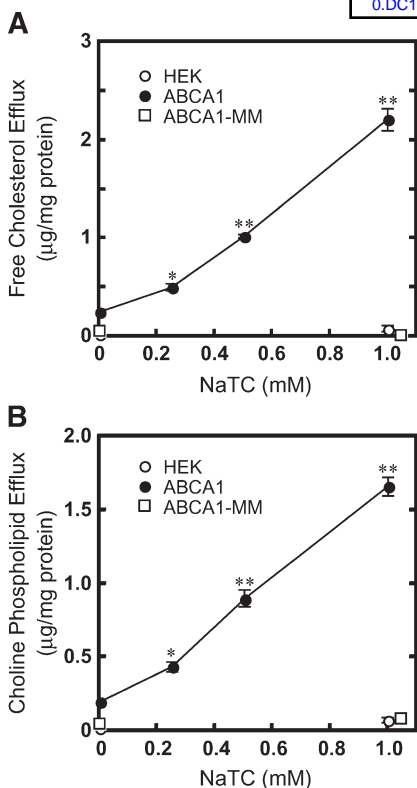 0.DC1
A
3
2
1
0
Free Cholesterol Efflux
(μg/mg protein)
HEK
ABCA1
ABCA1-MM
*
**
**
0 0.2 0.4 0.6 0.8 1.0
NaTC (mM)
B
2.0
1.5
1.0
0.5
0
Choline Phospholipid Efflux
(μg/mg protein)
HEK
ABCA1
ABCA1-MM
*
**
**
0 0.2 0.4 0.6 0.8 1.0
NaTC (mM)